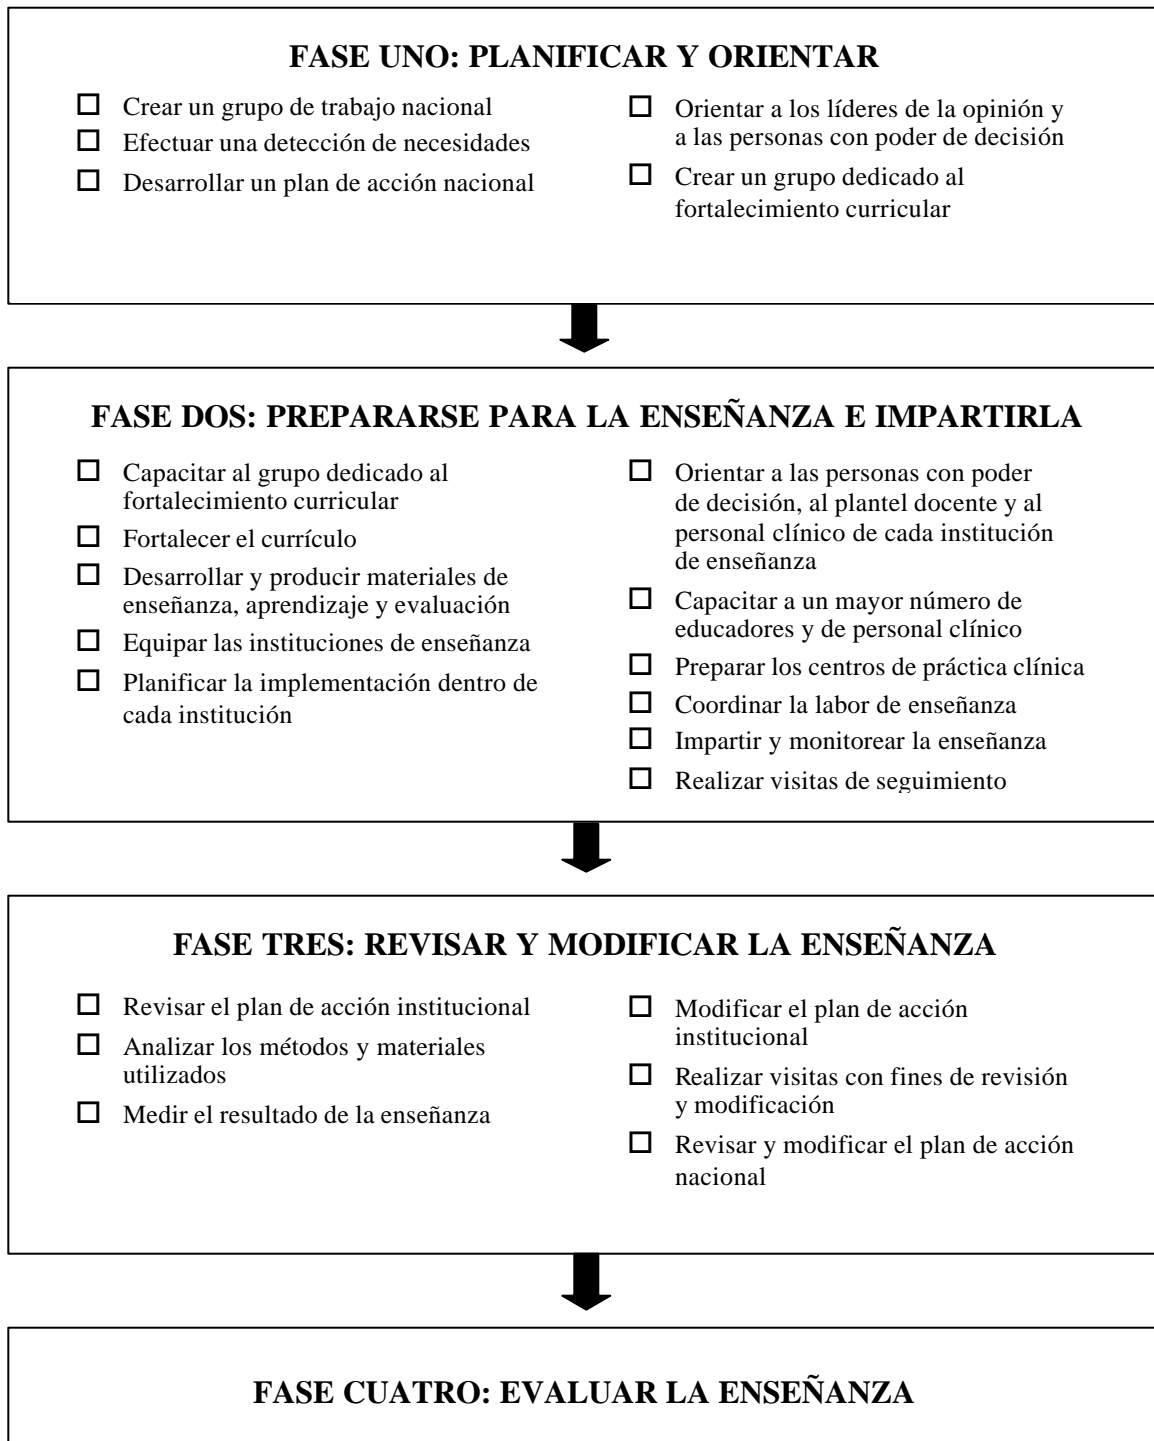 FASE UNO: PLANIFICAR Y ORIENTAR
Crear un grupo de trabajo nacional
Efectuar una detección de necesidades
Desarrollar un plan de acción nacional
Orientar a los líderes de la opinión y
a las personas con poder de decisión
Crear un grupo dedicado al
fortalecimiento curricular
FASE DOS: PREPARARSE PARA LA ENSEÑANZA E IMPARTIRLA
Capacitar al grupo dedicado al
fortalecimiento curricular
Fortalecer el currículo
Desarrollar y producir materiales de
enseñanza, aprendizaje y evaluación
Equipar las instituciones de enseñanza
Planificar la implementación dentro de
cada institución
Orientar a las personas con poder
de decisión, al plantel docente y al
personal clínico de cada institución
de enseñanza
Capacitar a un mayor número de
educadores y de personal clínico
Preparar los centros de práctica clínica
Coordinar la labor de enseñanza
Impartir y monitorear la enseñanza
Realizar visitas de seguimiento
FASE TRES: REVISAR Y MODIFICAR LA ENSEÑANZA
Revisar el plan de acción institucional
Analizar los métodos y materiales
utilizados
Medir el resultado de la enseñanza
Modificar el plan de acción
institucional
Realizar visitas con fines de revisión
y modificación
Revisar y modificar el plan de acción
nacional
FASE CUATRO: EVALUAR LA ENSEÑANZA